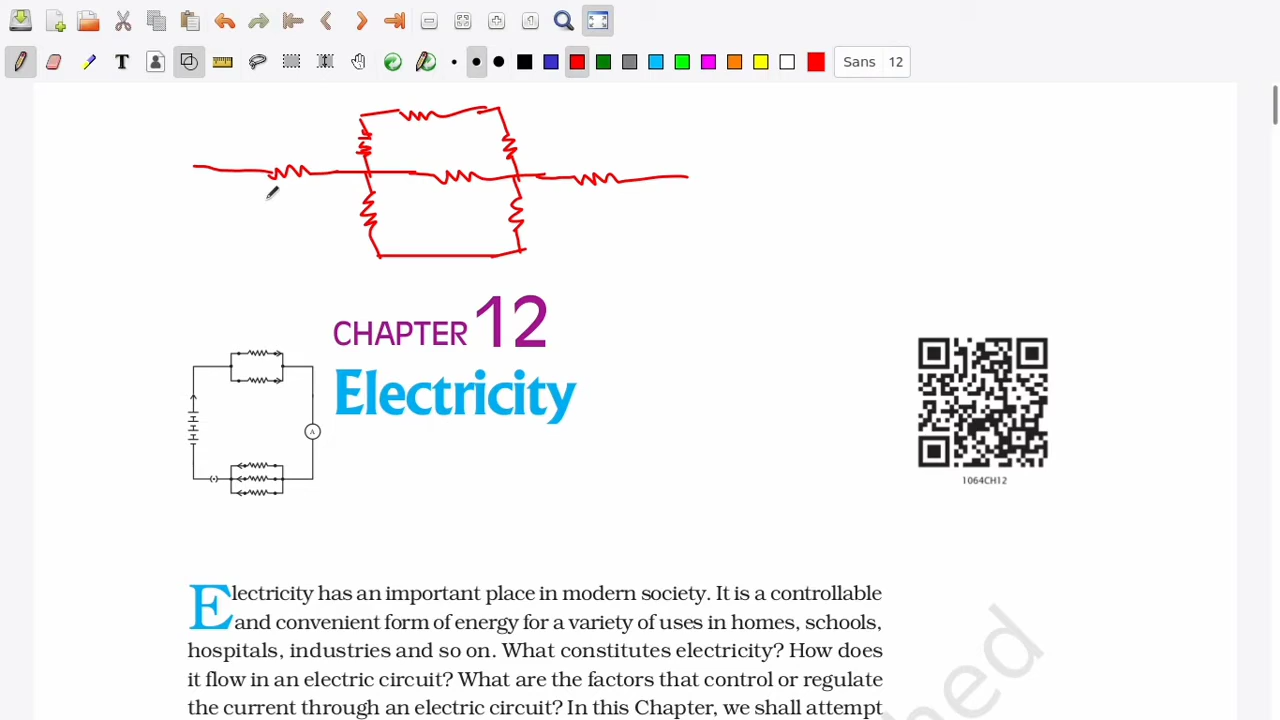 Sans 12
CHAPTER 12
Electricity
A
1064CH12
Electricity has an important place in modern society. It is a controllable
and convenient form of energy for a variety of uses in homes, schools,
hospitals, industries and so on. What constitutes electricity? How does
it flow in an electric circuit? What are the factors that control or regulate
the current through an electric circuit? In this Chapter, we shall attempt